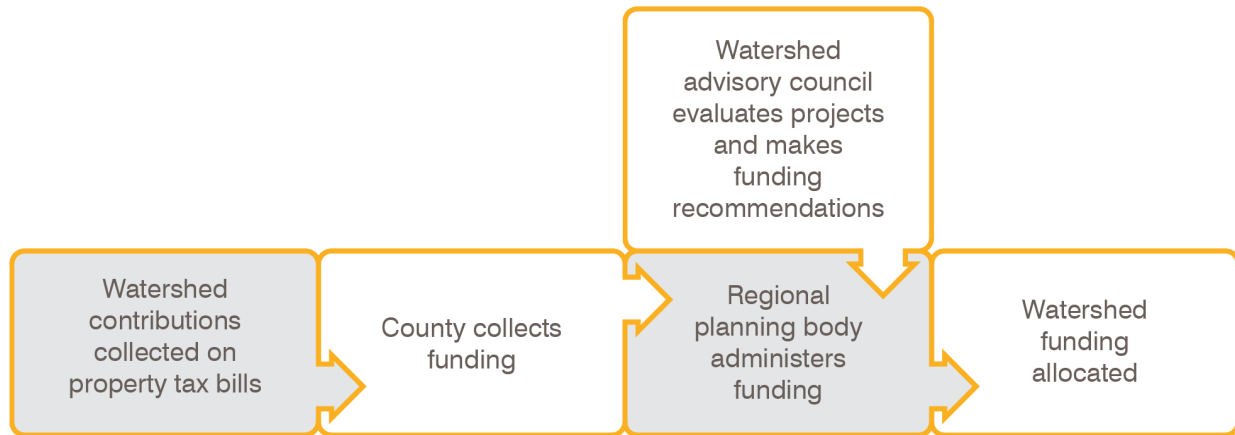 Watershed
advisory council
evaluates projects
and makes
funding
recommendations
Watershed
contributions
collected on
property tax bills
County collects
funding
Regional
planning body
administers
funding
Watershed
funding
allocated